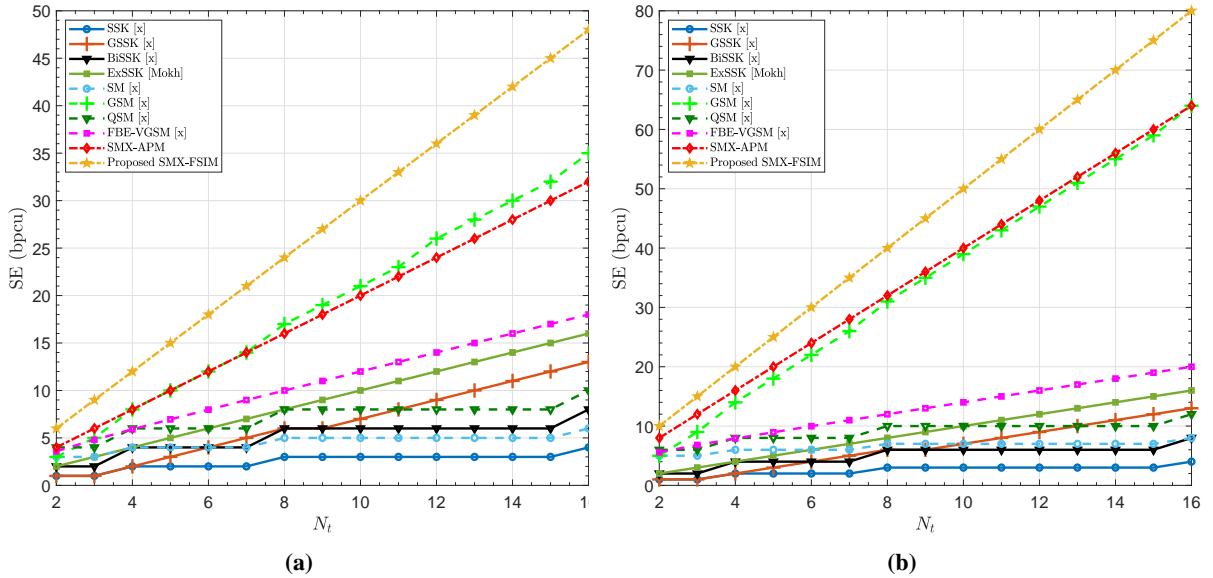 50
45
40
35
30
25
20
15
10
5
0
SE (bpcu)
SSK [x]
GSSK [x]
BiSSK [x]
ExSSK [Mokh]
SM [x]
GSM [x]
QSM [x]
FBE-VGSM [x]
SMX-APM
Proposed SMX-FSIM
2 4 6 8 10 12 14
N_t
(a)
80
70
60
50
40
30
20
10
0
SE (bpcu)
SSK [x]
GSSK [x]
BiSSK [x]
ExSSK [Mokh]
SM [x]
GSM [x]
QSM [x]
FBE-VGSM [x]
SMX-APM
Proposed SMX-FSIM
2 4 6 8 10 12 14 16
N_t
(b)